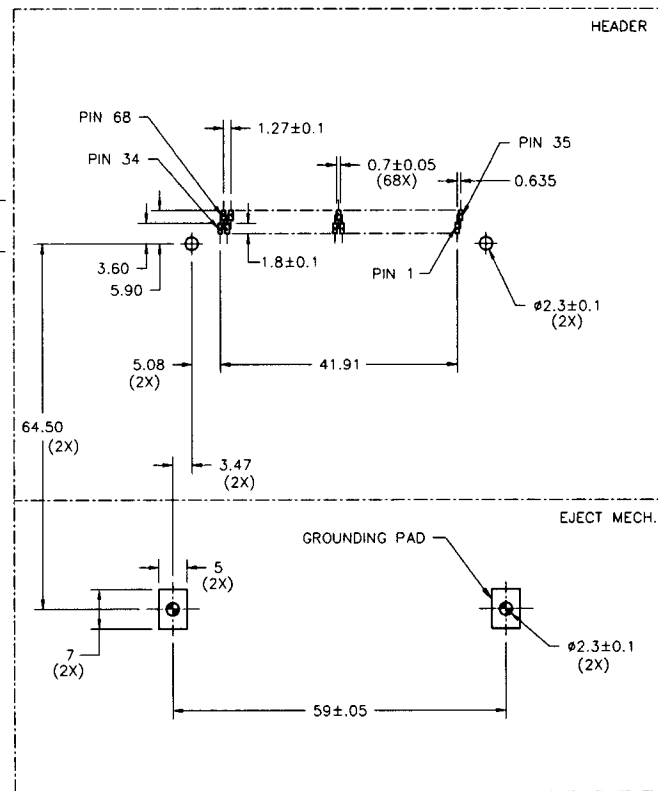 HEADER
PIN 68
1.27±0.1
PIN 34
PIN 35
0.7±0.05
(68X)
0.635
3.60
5.90
1.8±0.1
PIN 1
ø2.3±0.1
(2X)
5.08
(2X)
41.91
64.50
(2X)
3.47
(2X)
EJECT MECH.
GROUNDING PAD
5
(2X)
7
(2X)
ø2.3±0.1
(2X)
59±.05